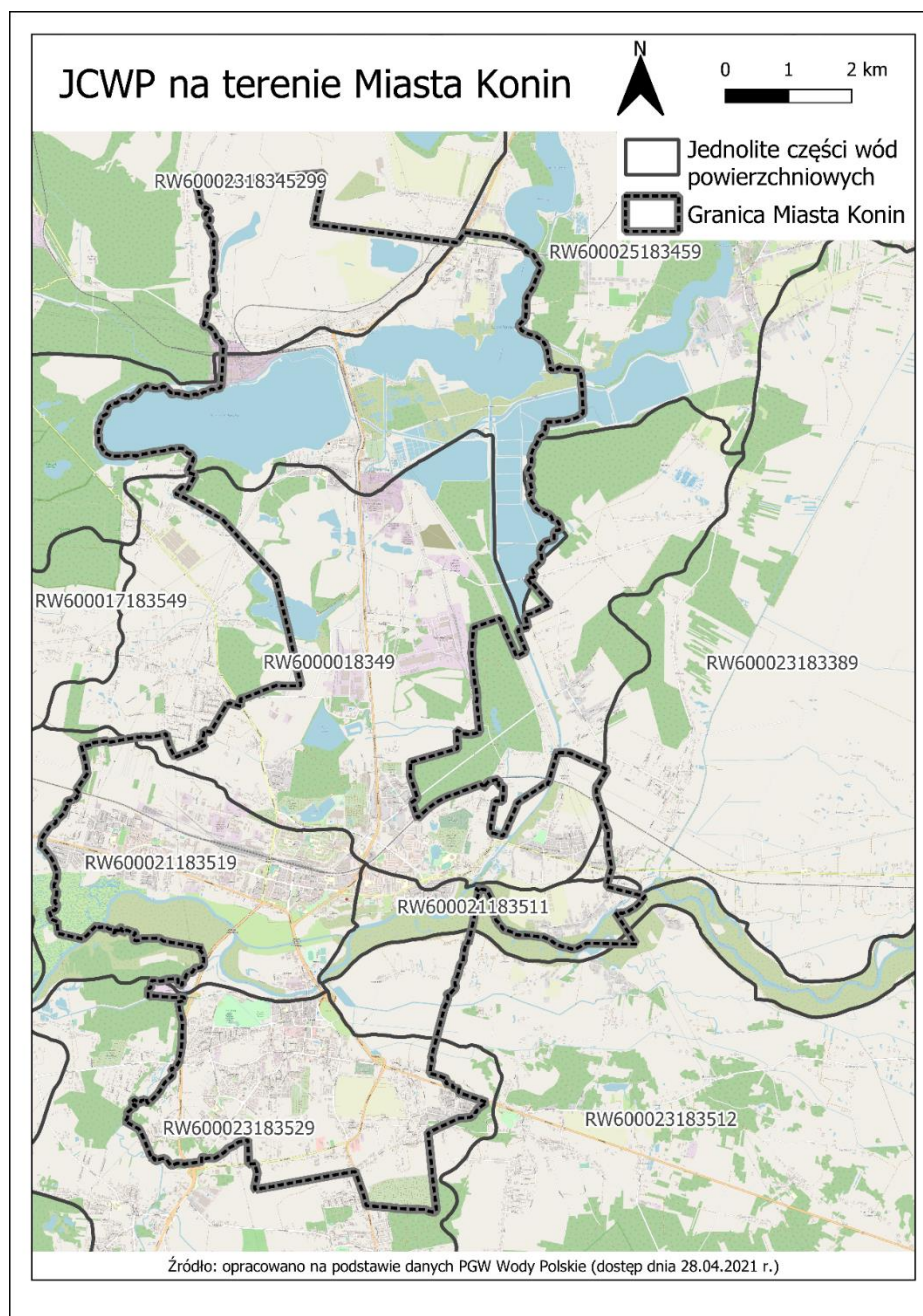 JCWP na terenie Miasta Konin
N
0 1 2 km
Jednolite części wód
powierzchniowych
Granica Miasta Konin
RW60002318345299
RW600025183459
RW600017183549
RW6000018349
RW600023183389
RW600021183519
RW600021183511
RW600023183529
RW600023183512
Źródło: opracowano na podstawie danych PGW Wody Polskie (dostęp dnia 28.04.2021 r.)